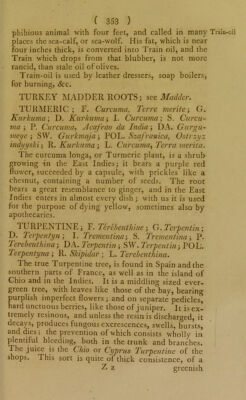 ( 353 )
phibious animal with four feet, and called in many Train-oil
places the sea-calf, or sea-wolf. His fat, which is near
four inches thick, is converted into Train oil, and the
Train which drops from that blubber, is not more
rancid, than stale oil of olives.
Train-oil is used by leather dressers, soap boilers,
for burning, &c.
TURKEY MADDER ROOTS; see Madder.
TURMERIC; F. Curcuma, Terre merite; G.
Kurkuma; D. Kurkuma; I. Curcuma; S. Curcu-
ma; P. Curcuma, Acafrao da India; DA. Gurgu-
meye; SW. Gurkmeja; POL. Szafranica, Ostrzyz
indyyski; R. Kurkuma; L. Curcuma, Terra merita.
The curcuma longa, or Turmeric plant, is a shrub
growing in the East Indies; it bears a purple red
flower, succeeded by a capsule, with prickles like a
chesnut, containing a number of seeds. The root
bears a great resemblance to ginger, and in the East
Indies enters in almost every dish; with us it is used
for the purpose of dying yellow, sometimes also by
apothecaries.
TURPENTINE; F. Térébenthine; G. Terpentin;
D. Terpentyn; I. Trementina; S. Trementina; P.
Terebenthina; DA. Terpentin; SW. Terpentin; POL.
Terpentyna; R. Skipidar; L. Terebenthina.
The true Turpentine tree, is found in Spain and the
southern parts of France, as well as in the island of
Chio and in the Indies. It is a middling sized ever-
green tree, with leaves like those of the bay, bearing
purplish imperfect flowers; and on separate pedicles,
hard unctuous berries, like those of juniper. It is ex-
tremely resinous, and unless the resin is discharged, it
decays, produces fungous excrescences, swells, bursts,
and dies; the prevention of which consists wholly in
plentiful bleeding, both in the trunk and branches.
The juice is the Chio or Cyprus Turpentine of the
shops. This sort is quite of thick consistence, of a
Z 2 greenish